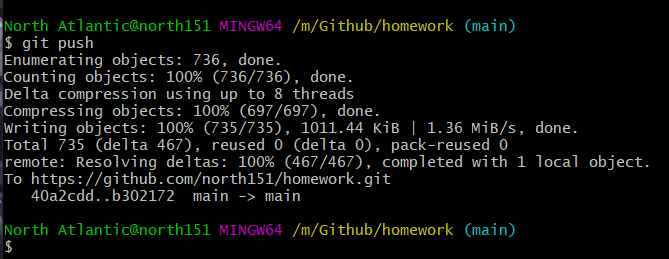 North Atlantic@north151 MINGW64 /m/Github/homework (main)
$ git push
Enumerating objects: 736, done.
Counting objects: 100% (736/736), done.
Delta compression using up to 8 threads
Compressing objects: 100% (697/697), done.
Writing objects: 100% (735/735), 1011.44 KiB | 1.36 MiB/s, done.
Total 735 (delta 467), reused 0 (delta 0), pack-reused 0
remote: Resolving deltas: 100% (467/467), completed with 1 local object.
To https://github.com/north151/homework.git
   40a2cdd..b302172  main -> main
North Atlantic@north151 MINGW64 /m/Github/homework (main)
$